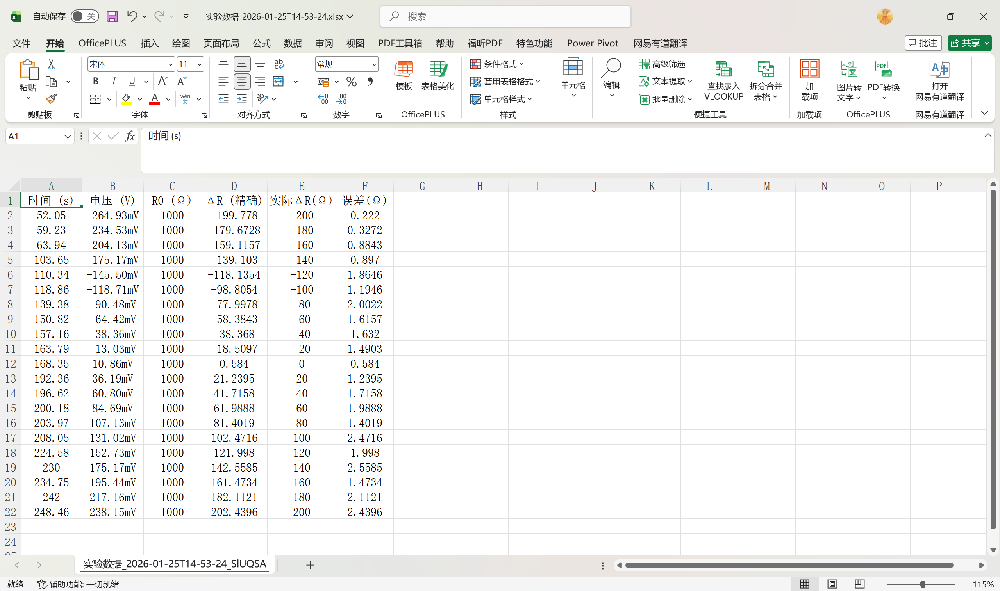 自动保存 关 实验数据_2026-01-25T14-53-24.xlsx 搜索
文件 开始 OfficePLUS 插入 绘图 页面布局 公式 数据 审阅 视图 PDF工具箱 帮助 福昕PDF 特色功能 Power Pivot 网易有道翻译 批注 共享
粘贴 宋体 11 B I U A A A wén 文 ab c 常规 % .00 .0 .00 .0
模板 表格美化 条件格式 套用表格格式 单元格样式 单元格 编辑
高级筛选 文本提取 批量删除 查找录入 VLOOKUP 拆分合并 表格 加 载项 图片转 文字 PDF转换 打开 网易有道翻译
剪贴板 字体 对齐方式 数字 OfficePLUS 样式 便捷工具 加载项 OfficePLUS 网易有道翻译
A1 fx 时间 (s)
A B C D E F G H I J K L M N O P
1 时间 (s) 电压 (V) R0 (Ω) ΔR (精确) 实际ΔR(Ω) 误差(Ω)
2 52.05 -264.93mV 1000 -199.778 -200 0.222
3 59.23 -234.53mV 1000 -179.6728 -180 0.3272
4 63.94 -204.13mV 1000 -159.1157 -160 0.8843
5 103.65 -175.17mV 1000 -139.103 -140 0.897
6 110.34 -145.50mV 1000 -118.1354 -120 1.8646
7 118.86 -118.71mV 1000 -98.8054 -100 1.1946
8 139.38 -90.48mV 1000 -77.9978 -80 2.0022
9 150.82 -64.42mV 1000 -58.3843 -60 1.6157
10 157.16 -38.36mV 1000 -38.368 -40 1.632
11 163.79 -13.03mV 1000 -18.5097 -20 1.4903
12 168.35 10.86mV 1000 0.584 0 0.584
13 192.36 36.19mV 1000 21.2395 20 1.2395
14 196.62 60.80mV 1000 41.7158 40 1.7158
15 200.18 84.69mV 1000 61.9888 60 1.9888
16 203.97 107.13mV 1000 81.4019 80 1.4019
17 208.05 131.02mV 1000 102.4716 100 2.4716
18 224.58 152.73mV 1000 121.998 120 1.998
19 230 175.17mV 1000 142.5585 140 2.5585
20 234.75 195.44mV 1000 161.4734 160 1.4734
21 242 217.16mV 1000 182.1121 180 2.1121
22 248.46 238.15mV 1000 202.4396 200 2.4396
23
24
实验数据_2026-01-25T14-53-24_SlUQSA
就绪 辅助功能: 一切就绪 115%